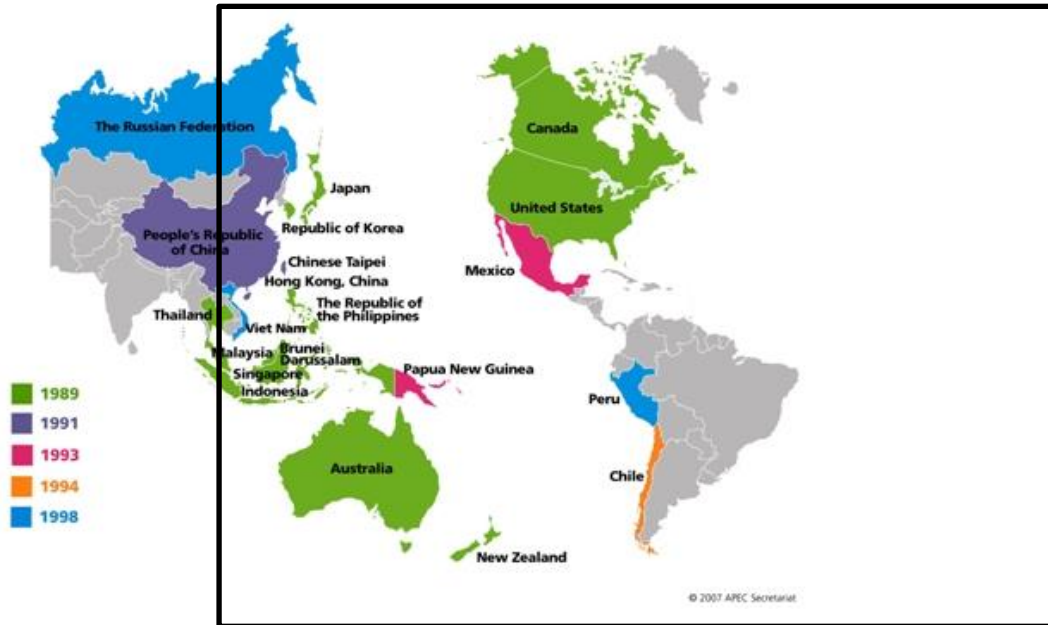 The Russian Federation
Canada
Japan
United States
Republic of Korea
People's Republic
of China
Chinese Taipei
Mexico
Hong Kong, China
The Republic of
the Philippines
Thailand
Viet Nam
Malaysia
Brunei
Darussalam
Papua New Guinea
Singapore
Indonesia
Peru
Australia
Chile
New Zealand
1989
1991
1993
1994
1998
© 2007 APEC Secretariat